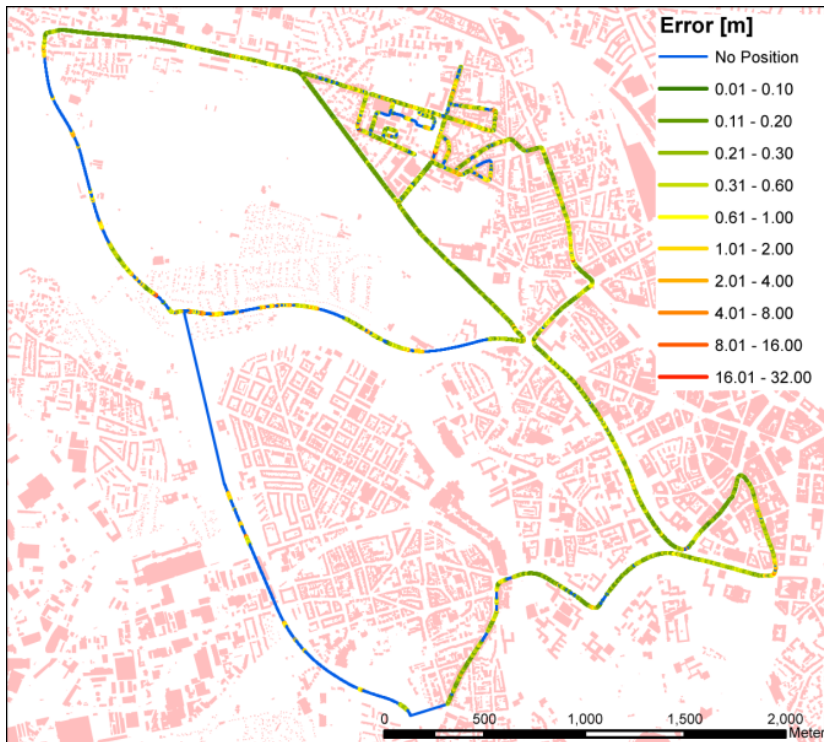 Error [m]
No Position
0.01 - 0.10
0.11 - 0.20
0.21 - 0.30
0.31 - 0.60
0.61 - 1.00
1.01 - 2.00
2.01 - 4.00
4.01 - 8.00
8.01 - 16.00
16.01 - 32.00
0 500 1,000 1,500 2,000
Meter